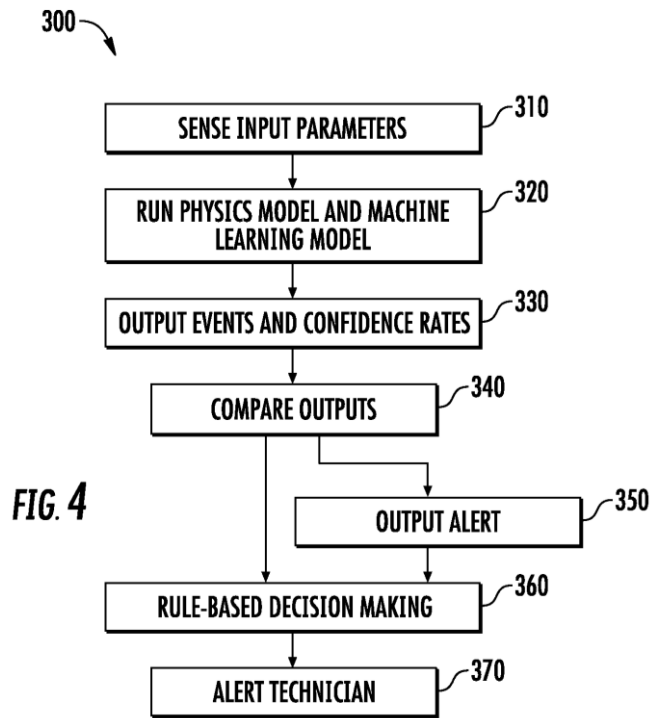 300
SENSE INPUT PARAMETERS
310
RUN PHYSICS MODEL AND MACHINE
LEARNING MODEL
320
OUTPUT EVENTS AND CONFIDENCE RATES
330
COMPARE OUTPUTS
340
FIG. 4
OUTPUT ALERT
350
RULE-BASED DECISION MAKING
360
ALERT TECHNICIAN
370